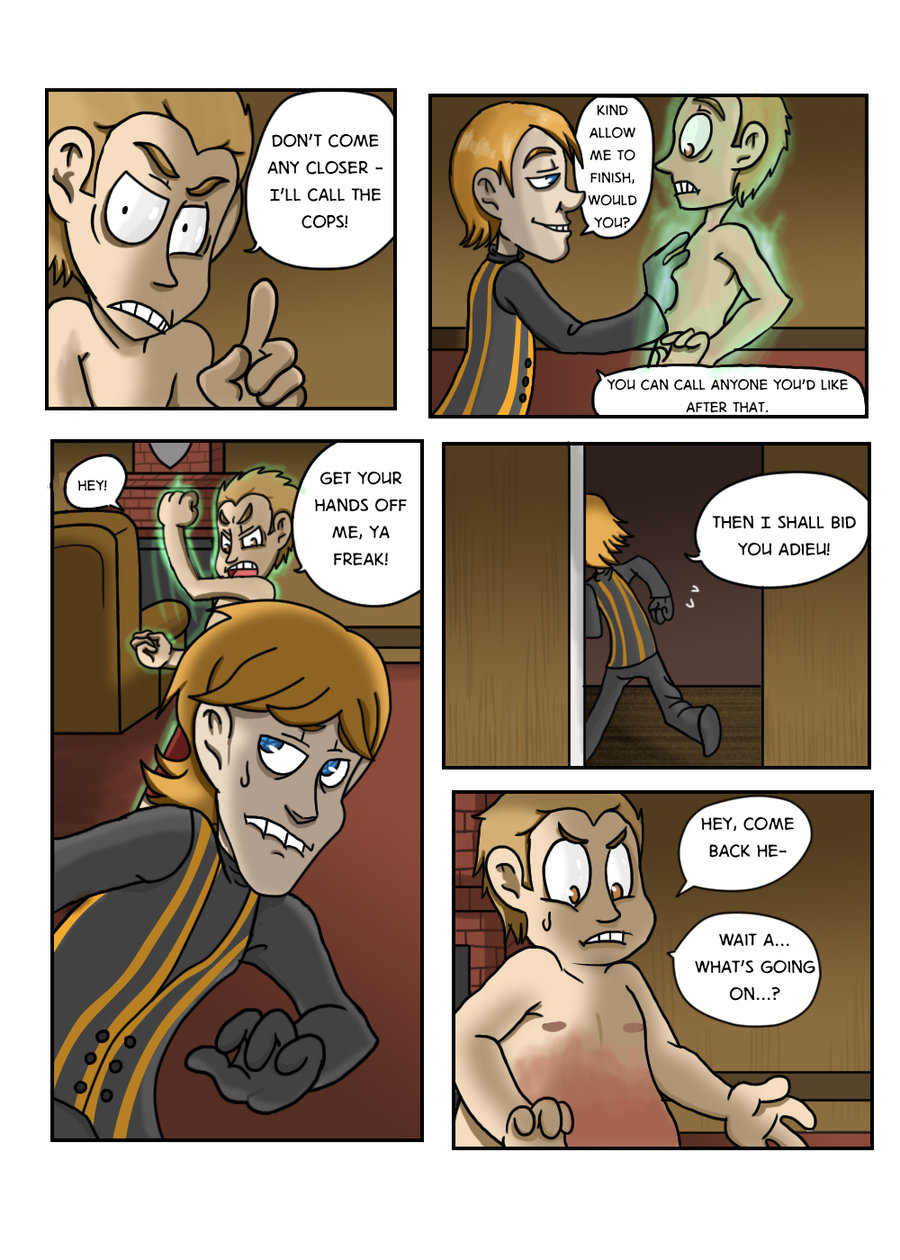 DON'T COME
ANY CLOSER -
I'LL CALL THE
COPS!
KIND
ALLOW
ME TO
FINISH,
WOULD
YOU?
YOU CAN CALL ANYONE YOU'D LIKE
AFTER THAT.
HEY!
GET YOUR
HANDS OFF
ME, YA
FREAK!
THEN I SHALL BID
YOU ADIEU!
HEY, COME
BACK HE-
WAIT A...
WHAT'S GOING
ON...?